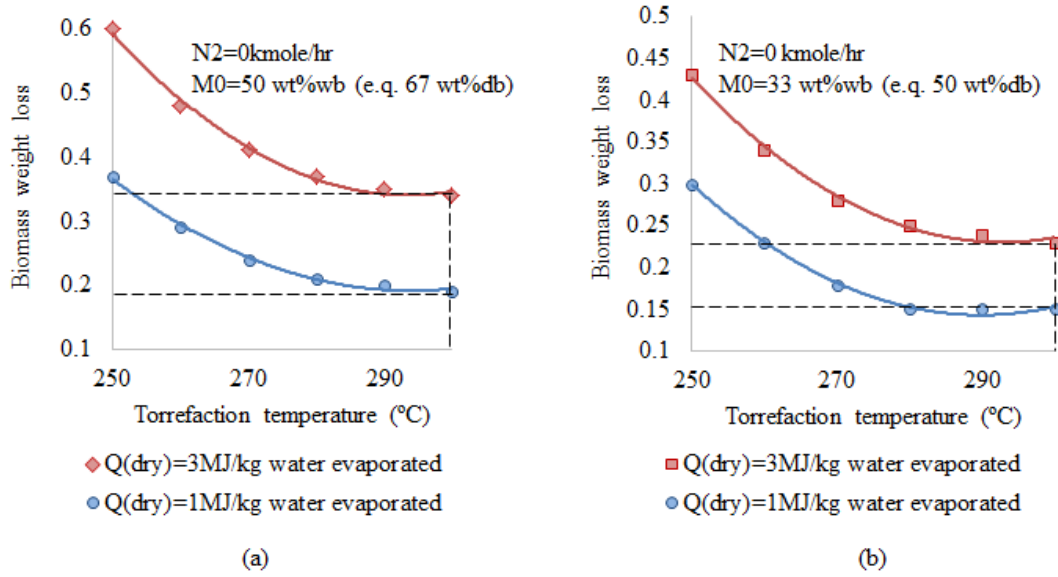 0.6
0.5
0.4
0.3
0.2
0.1
Biomass weight loss
N2=0kmole/hr
M0=50 wt%wb (e.q. 67 wt%db)
250
270
290
Torrefaction temperature (ºC)
Q(dry)=3MJ/kg water evaporated
Q(dry)=1MJ/kg water evaporated
(a)
0.5
0.45
0.4
0.35
0.3
0.25
0.2
0.15
0.1
Biomass weight loss
N2=0 kmole/hr
M0=33 wt%wb (e.q. 50 wt%db)
250
270
290
Torrefaction temperature (ºC)
Q(dry)=3MJ/kg water evaporated
Q(dry)=1MJ/kg water evaporated
(b)